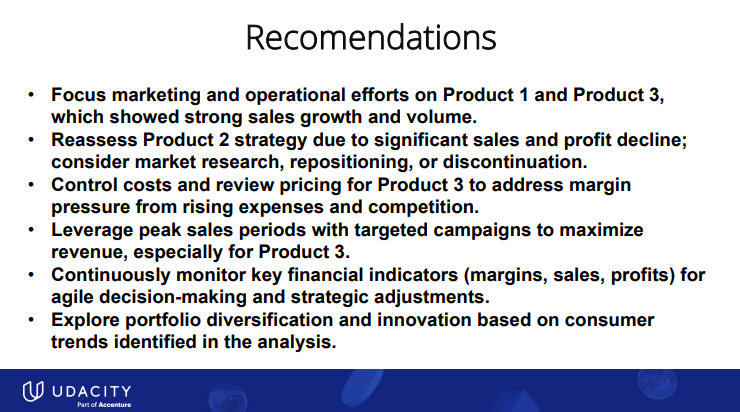 Recomendations
• Focus marketing and operational efforts on Product 1 and Product 3,
which showed strong sales growth and volume.
• Reassess Product 2 strategy due to significant sales and profit decline;
consider market research, repositioning, or discontinuation.
• Control costs and review pricing for Product 3 to address margin
pressure from rising expenses and competition.
• Leverage peak sales periods with targeted campaigns to maximize
revenue, especially for Product 3.
• Continuously monitor key financial indicators (margins, sales, profits) for
agile decision-making and strategic adjustments.
• Explore portfolio diversification and innovation based on consumer
trends identified in the analysis.
UDACITY
Part of Accenture